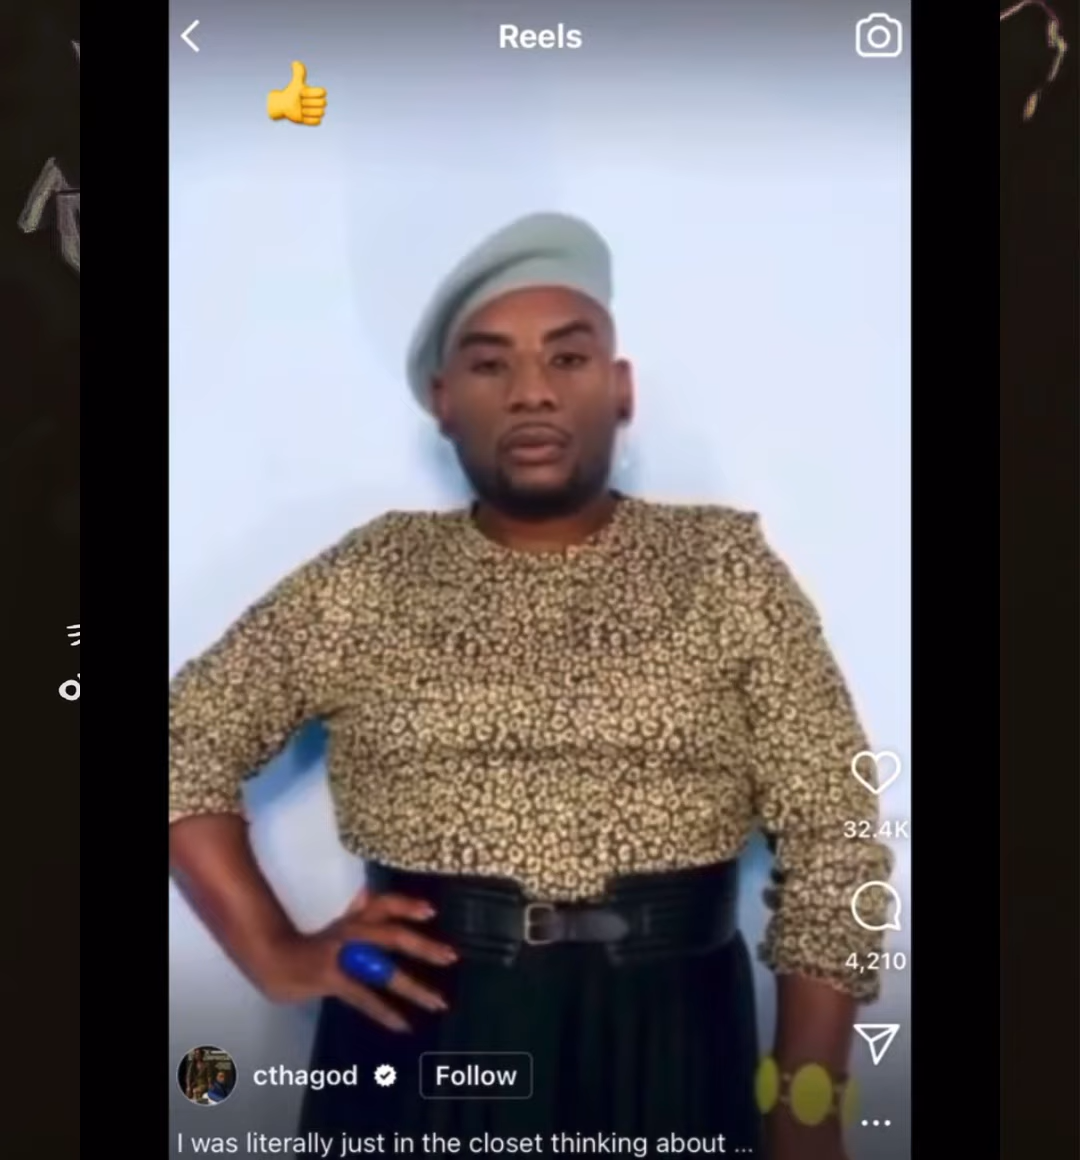 Reels
32.4K
4,210
cthagod
Follow
I was literally just in the closet thinking about ...